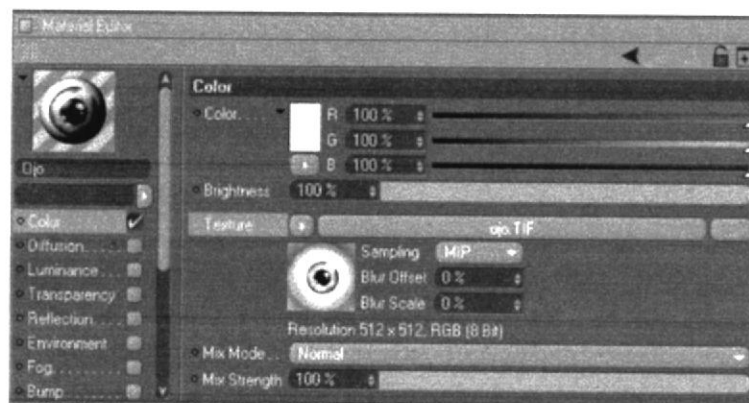 Material Editor
Color
Color. . . . R 100 %
G 100 %
B 100 %
Ojo
Brightness 100 %
Color
Texture ojo.TIF ...
Diffusion. . . . .
Sampling MIP
Luminance. . . .
Blur Offset 0 %
Transparency
Blur Scale 0 %
Reflection. . . .
Resolution 512 x 512, RGB (8 Bit)
Environment
Mix Mode. . . Normal
Fog. . . . . . . . .
Mix Strength 100 %
Bump. . . . . . .